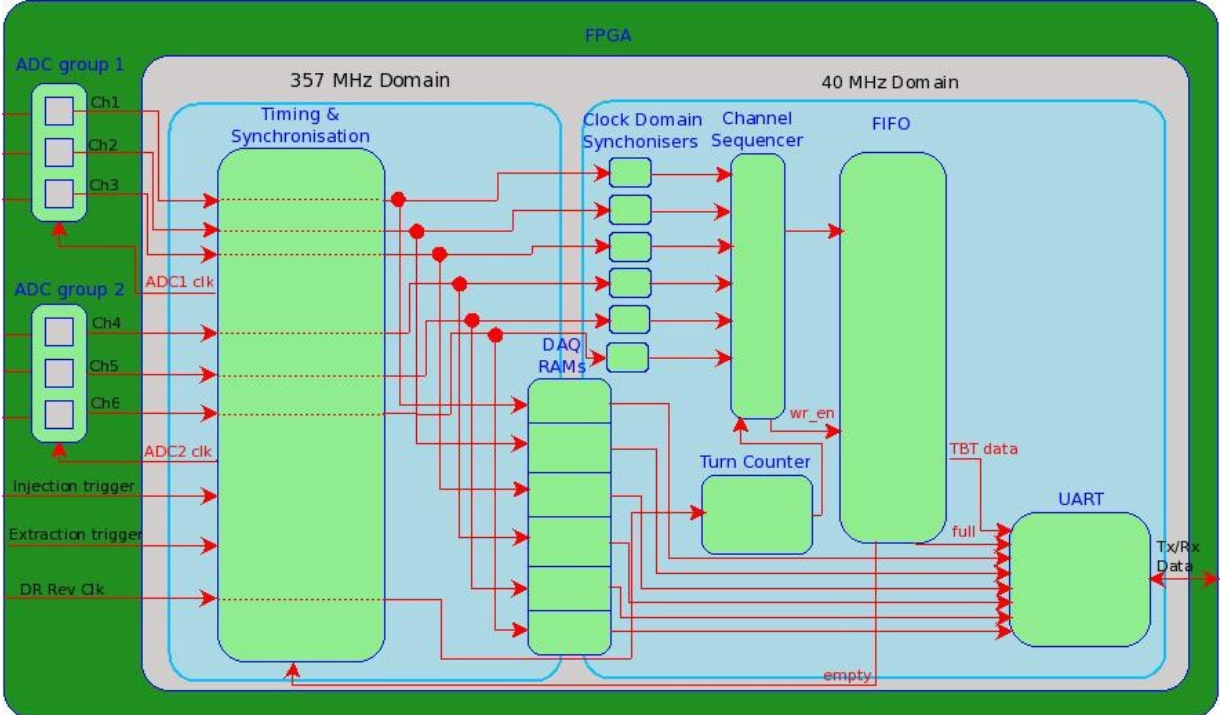 FPGA
ADC group 1
357 MHz Domain
40 MHz Domain
Ch1
Ch2
Ch3
Timing &
Synchronisation
Clock Domain
Synchonisers
Channel
Sequencer
FIFO
ADC1 clk
ADC group 2
Ch4
Ch5
Ch6
DAQ
RAMs
wr_en
ADC2 clk
TBT data
Turn Counter
Injection trigger
UART
Extraction trigger
full
Tx/Rx
Data
DR Rev Clk
empty